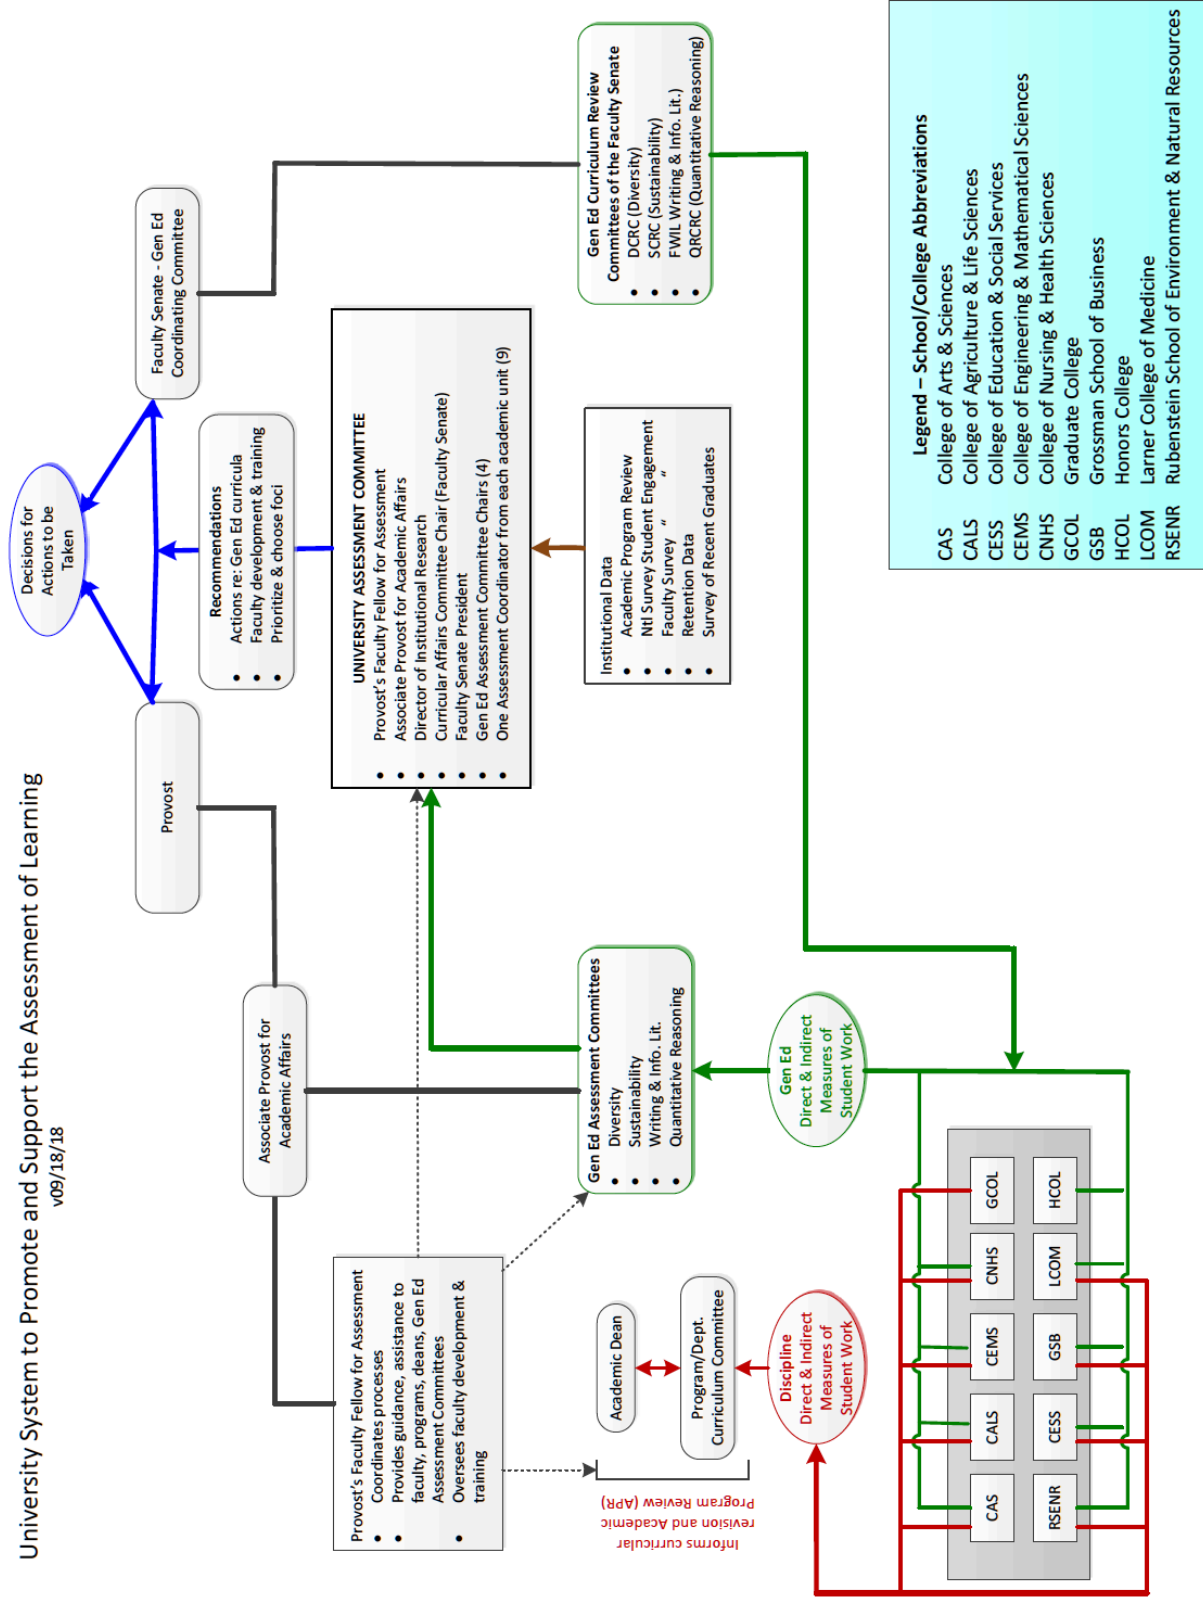 University System to Promote and Support the Assessment of Learning
v09/18/18
Decisions for
Actions to be
Taken
Provost
Faculty Senate - Gen Ed
Coordinating Committee
Recommendations
• Actions re: Gen Ed curricula
• Faculty development & training
• Prioritize & choose foci
Associate Provost for
Academic Affairs
UNIVERSITY ASSESSMENT COMMITTEE
• Provost's Faculty Fellow for Assessment
• Associate Provost for Academic Affairs
• Director of Institutional Research
• Curricular Affairs Committee Chair (Faculty Senate)
• Faculty Senate President
• Gen Ed Assessment Committee Chairs (4)
• One Assessment Coordinator from each academic unit (9)
Provost's Faculty Fellow for Assessment
• Coordinates processes
• Provides guidance, assistance to
faculty, programs, deans, Gen Ed
Assessment Committees
• Oversees faculty development &
training
Gen Ed Assessment Committees
• Diversity
• Sustainability
• Writing & Info. Lit.
• Quantitative Reasoning
Institutional Data
• Academic Program Review
• Ntl Survey Student Engagement
• Faculty Survey " "
• Retention Data
• Survey of Recent Graduates
Gen Ed Curriculum Review
Committees of the Faculty Senate
• DCRC (Diversity)
• SCRC (Sustainability)
• FWIL Writing & Info. Lit.)
• QRCRC (Quantitative Reasoning)
Informs curricular
revision and Academic
Program Review (APR)
Academic Dean
Program/Dept.
Curriculum Committee
Discipline
Direct & Indirect
Measures of
Student Work
Gen Ed
Direct & Indirect
Measures of
Student Work
CAS
CALS
CEMS
CNHS
GCOL
RSENR
CESS
GSB
LCOM
HCOL
Legend – School/College Abbreviations
CAS College of Arts & Sciences
CALS College of Agriculture & Life Sciences
CESS College of Education & Social Services
CEMS College of Engineering & Mathematical Sciences
CNHS College of Nursing & Health Sciences
GCOL Graduate College
GSB Grossman School of Business
HCOL Honors College
LCOM Larner College of Medicine
RSENR Rubenstein School of Environment & Natural Resources